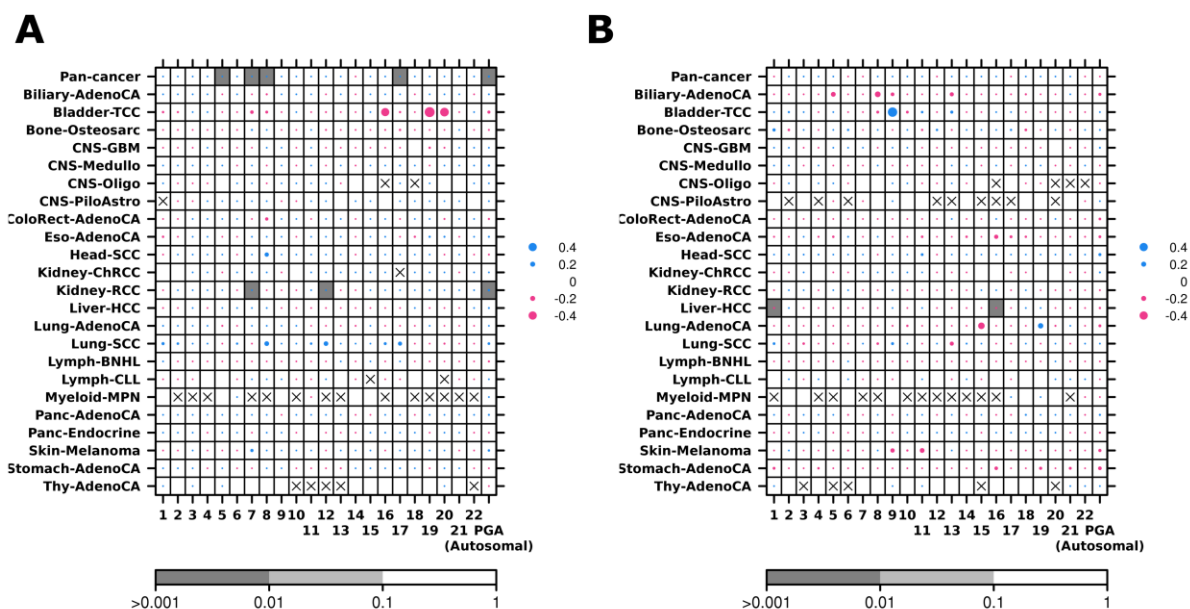 A
B
Pan-cancer
Biliary-AdenoCA
Bladder-TCC
Bone-Osteosarc
CNS-GBM
CNS-Medullo
CNS-Oligo
CNS-PiloAstro
ColoRect-AdenoCA
Eso-AdenoCA
Head-SCC
Kidney-ChRCC
Kidney-RCC
Liver-HCC
Lung-AdenoCA
Lung-SCC
Lymph-BNHL
Lymph-CLL
Myeloid-MPN
Panc-AdenoCA
Panc-Endocrine
Skin-Melanoma
Stomach-AdenoCA
Thy-AdenoCA
1 2 3 4 5 6 7 8 9 10 12 14 16 18 20 22
11 13 15 17 19 21 PGA
(Autosomal)
0.4
0.2
0
-0.2
-0.4
>0.001 0.01 0.1 1
Pan-cancer
Biliary-AdenoCA
Bladder-TCC
Bone-Osteosarc
CNS-GBM
CNS-Medullo
CNS-Oligo
CNS-PiloAstro
ColoRect-AdenoCA
Eso-AdenoCA
Head-SCC
Kidney-ChRCC
Kidney-RCC
Liver-HCC
Lung-AdenoCA
Lung-SCC
Lymph-BNHL
Lymph-CLL
Myeloid-MPN
Panc-AdenoCA
Panc-Endocrine
Skin-Melanoma
Stomach-AdenoCA
Thy-AdenoCA
1 2 3 4 5 6 7 8 9 10 12 14 16 18 20 22
11 13 15 17 19 21 PGA
(Autosomal)
0.4
0.2
0
-0.2
-0.4
>0.001 0.01 0.1 1